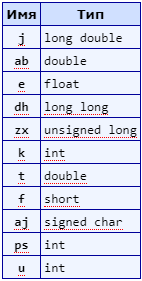 Имя Тип
j long double
ab double
e float
dh long long
zx unsigned long
k int
t double
f short
aj signed char
ps int
u int